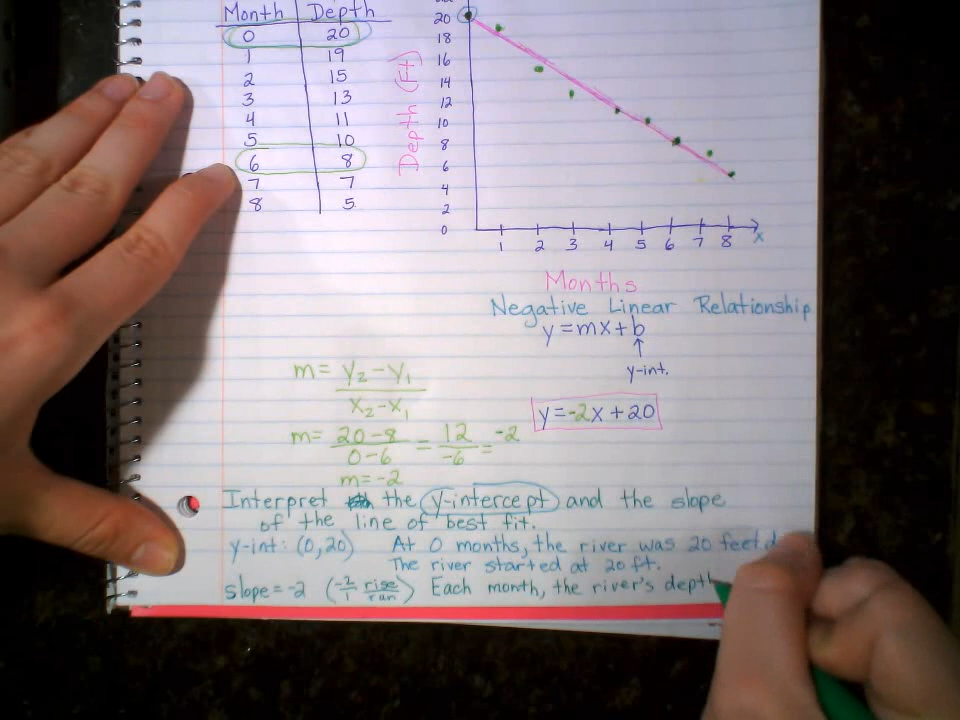 Month Depth
0 20
1 19
2 15
3 13
4 11
5 10
6 8
7 7
8 5
Depth (ft)
20
18
16
14
12
10
8
6
4
2
0
1 2 3 4 5 6 7 8 x
Months
Negative Linear Relationship
y = mx + b
y-int.
m = y₂ - y₁
x₂ - x₁
y = -2x + 20
m = 20 - 8 = 12 = -2
0 - 6 -6
m = -2
Interpret the y-intercept and the slope
of the line of best fit.
y-int: (0, 20) At 0 months, the river was 20 feet d
The river started at 20 ft.
slope = -2 (-2/1 rise/run) Each month, the river's depth